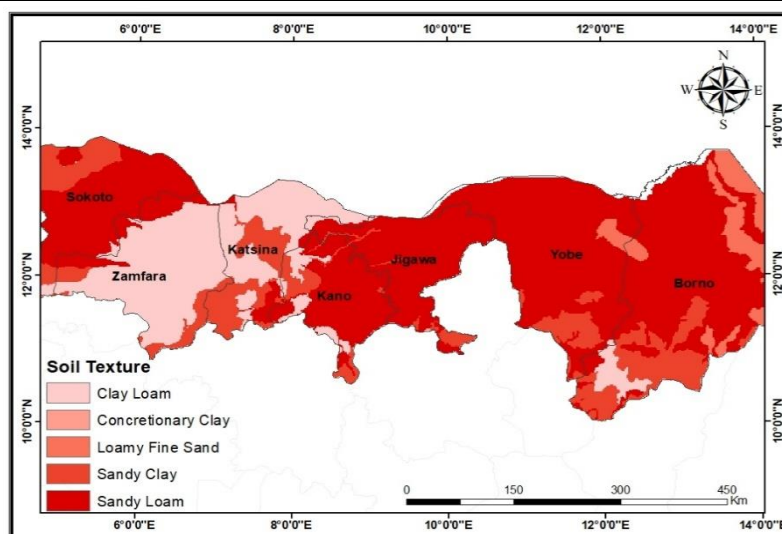 6°0'0"E 8°0'0"E 10°0'0"E 12°0'0"E 14°0'0"E
N
W E
S
14°0'0"N 14°0'0"N
Sokoto
Katsina
Zamfara
Jigawa
Yobe
Kano
Borno
12°0'0"N 12°0'0"N
Soil Texture
Clay Loam
Concretionary Clay
Loamy Fine Sand
Sandy Clay
Sandy Loam
10°0'0"N 10°0'0"N
0 150 300 450
Km
6°0'0"E 8°0'0"E 10°0'0"E 12°0'0"E 14°0'0"E